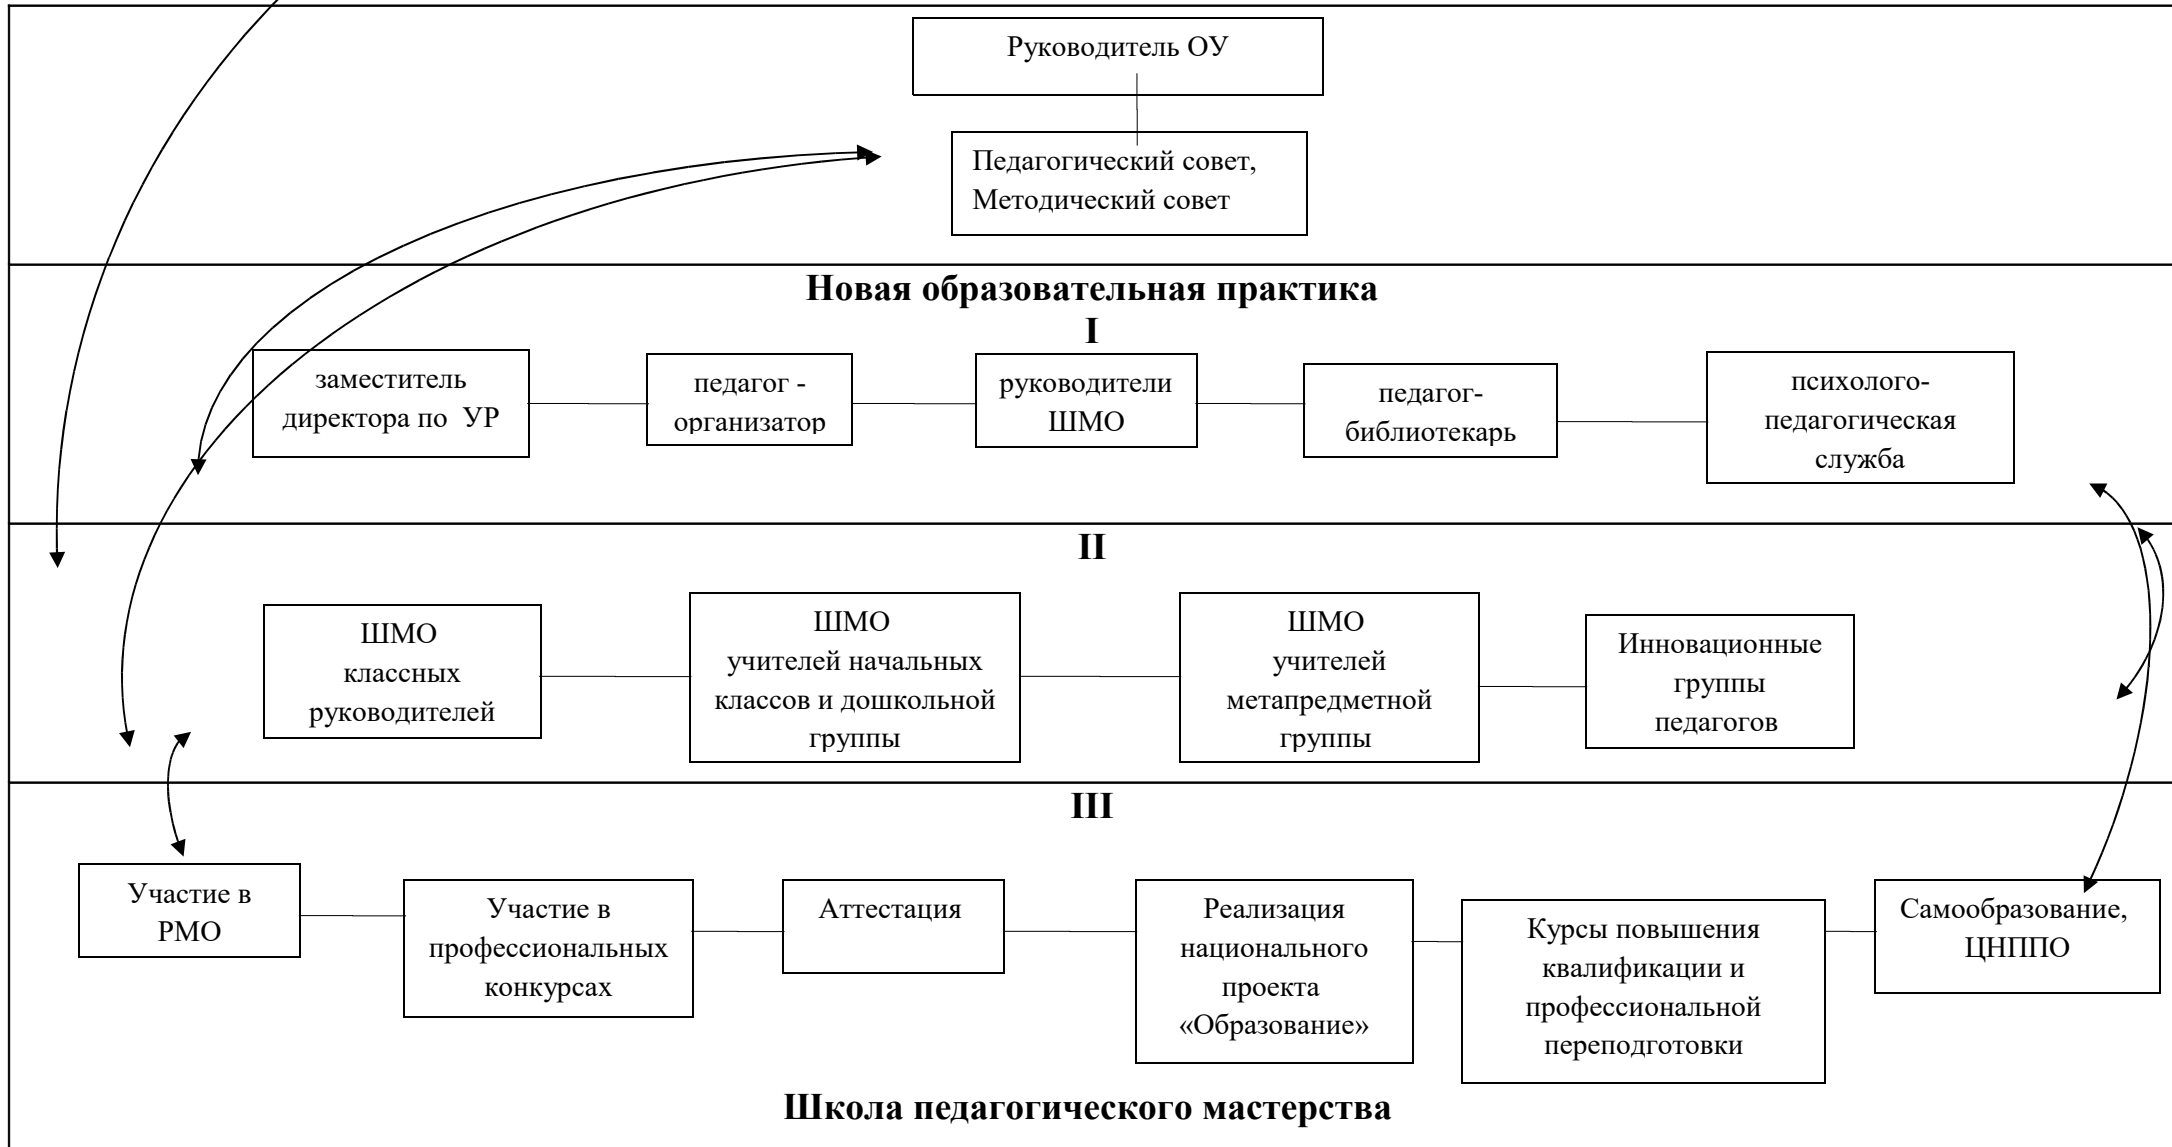 Руководитель ОУ
Педагогический совет,
Методический совет
Новая образовательная практика
I
заместитель
директора по УР
педагог -
организатор
руководители
ШМО
педагог-
библиотекарь
психолого-
педагогическая
служба
II
ШМО
классных
руководителей
ШМО
учителей начальных
классов и дошкольной
группы
ШМО
учителей
метапредметной
группы
Инновационные
группы
педагогов
III
Участие в
РМО
Участие в
профессиональных
конкурсах
Аттестация
Реализация
национального
проекта
«Образование»
Курсы повышения
квалификации и
профессиональной
переподготовки
Самообразование,
ЦНППО
Школа педагогического мастерства